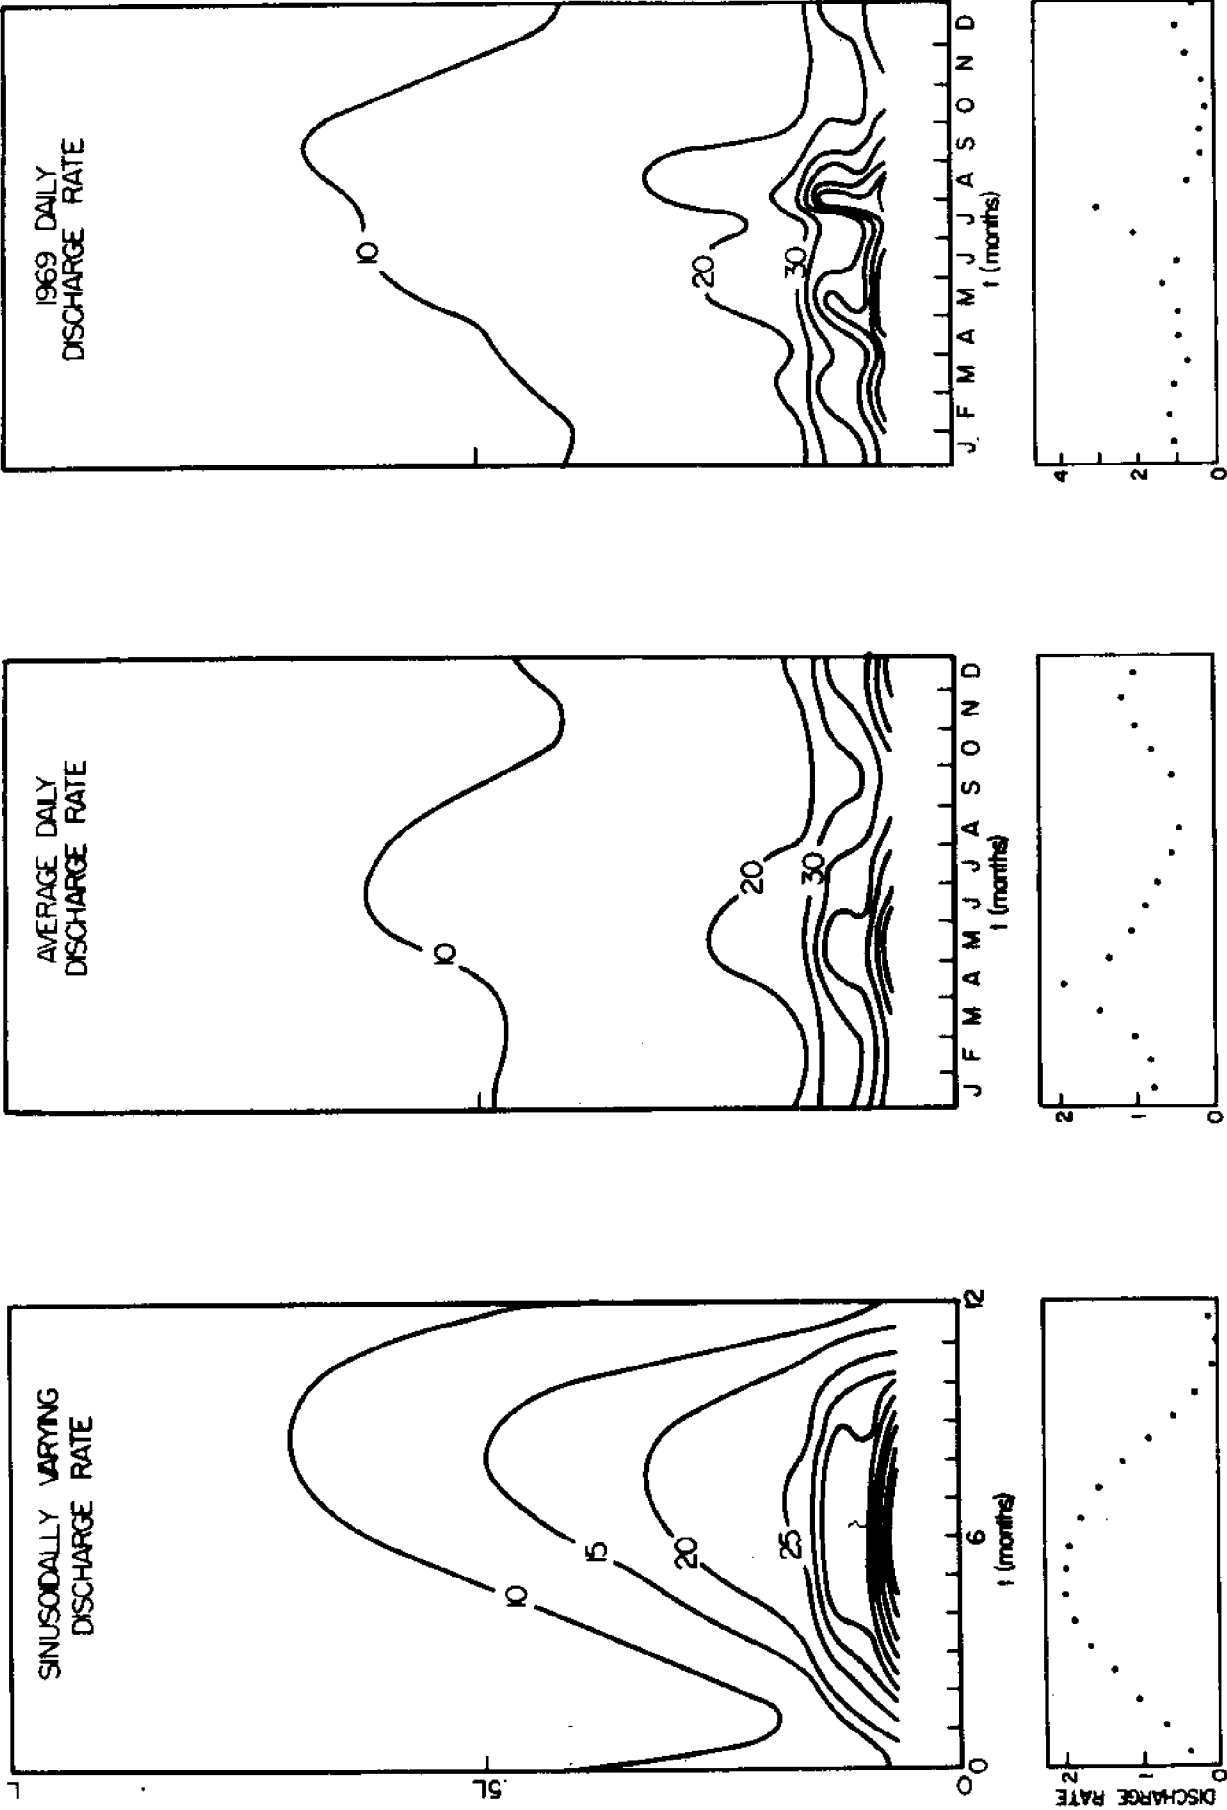 SINUSOIDALLY VARYING
DISCHARGE RATE
L
.5L
0
10
15
20
25
0
6
12
t (months)
DISCHARGE RATE
2
1
0
AVERAGE DAILY
DISCHARGE RATE
10
20
30
J F M A M J J A S O N D
t (months)
2
1
0
1969 DAILY
DISCHARGE RATE
10
20
30
J F M A M J J A S O N D
t (months)
4
2
0